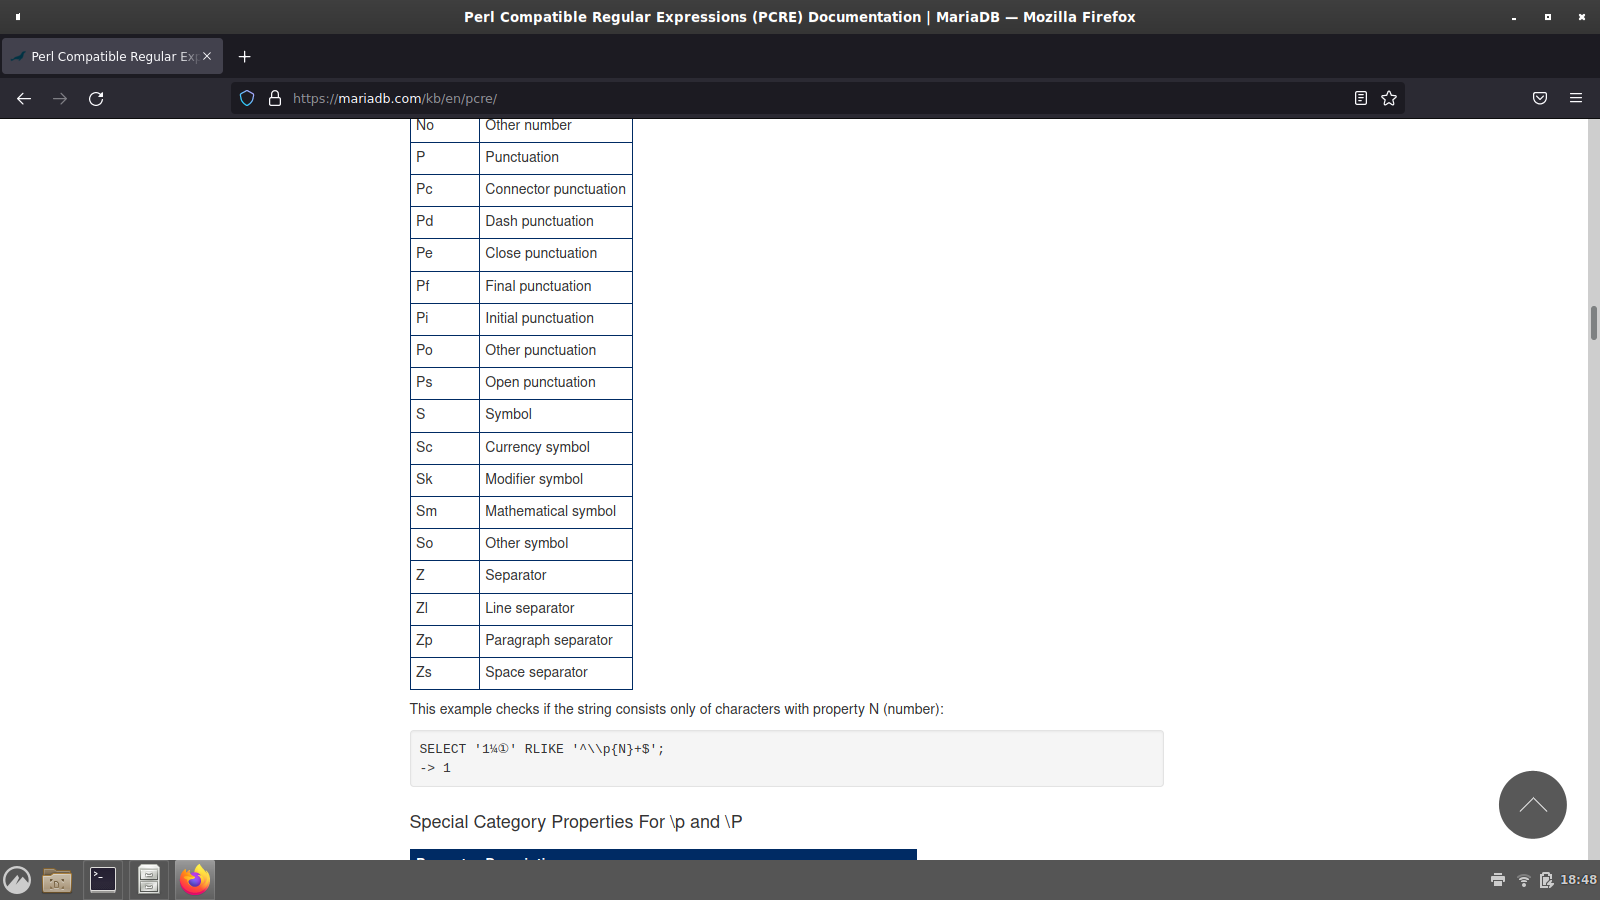 Perl Compatible Regular Expressions (PCRE) Documentation | MariaDB — Mozilla Firefox
Perl Compatible Regular Exp
https://mariadb.com/kb/en/pcre/
No Other number
P Punctuation
Pc Connector punctuation
Pd Dash punctuation
Pe Close punctuation
Pf Final punctuation
Pi Initial punctuation
Po Other punctuation
Ps Open punctuation
S Symbol
Sc Currency symbol
Sk Modifier symbol
Sm Mathematical symbol
So Other symbol
Z Separator
Zl Line separator
Zp Paragraph separator
Zs Space separator
This example checks if the string consists only of characters with property N (number):
SELECT '1¼①' RLIKE '^\\p{N}+$';
-> 1
Special Category Properties For \p and \P
18:48